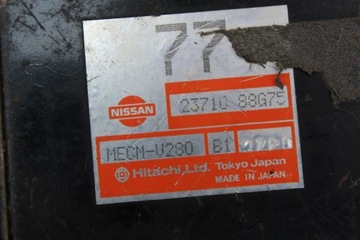 77
NISSAN
23710 88G75
MECM-V280 B1
Hitachi, Ltd. Tokyo Japan
MADE IN JAPAN